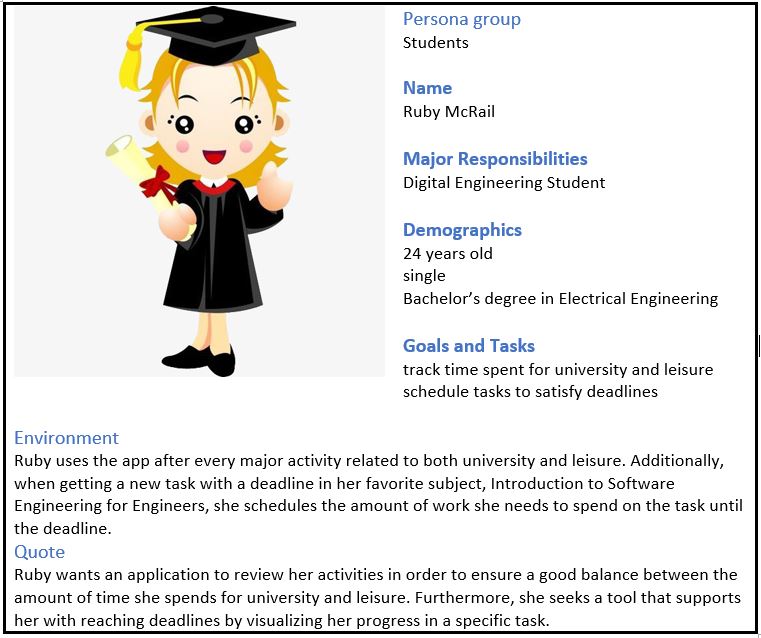 Persona group
Students
Name
Ruby McRail
Major Responsibilities
Digital Engineering Student
Demographics
24 years old
single
Bachelor’s degree in Electrical Engineering
Goals and Tasks
track time spent for university and leisure
schedule tasks to satisfy deadlines
Environment
Ruby uses the app after every major activity related to both university and leisure. Additionally,
when getting a new task with a deadline in her favorite subject, Introduction to Software
Engineering for Engineers, she schedules the amount of work she needs to spend on the task until
the deadline.
Quote
Ruby wants an application to review her activities in order to ensure a good balance between the
amount of time she spends for university and leisure. Furthermore, she seeks a tool that supports
her with reaching deadlines by visualizing her progress in a specific task.